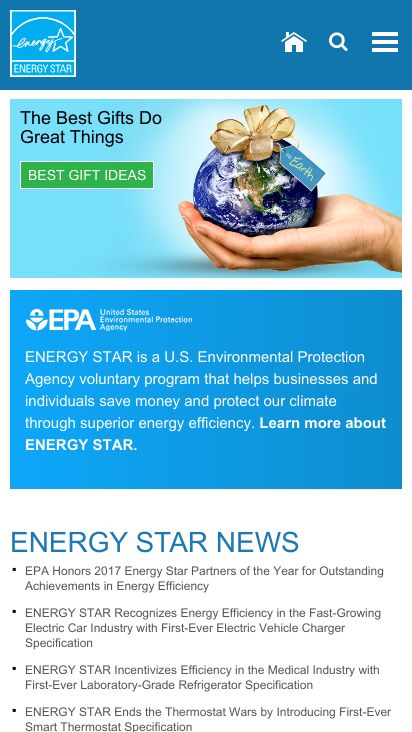 energy
ENERGY STAR
The Best Gifts Do
Great Things
TO:
Earth
BEST GIFT IDEAS
EPA
United States
Environmental Protection
Agency
ENERGY STAR is a U.S. Environmental Protection
Agency voluntary program that helps businesses and
individuals save money and protect our climate
through superior energy efficiency. Learn more about
ENERGY STAR.
ENERGY STAR NEWS
▪ EPA Honors 2017 Energy Star Partners of the Year for Outstanding
Achievements in Energy Efficiency
▪ ENERGY STAR Recognizes Energy Efficiency in the Fast-Growing
Electric Car Industry with First-Ever Electric Vehicle Charger
Specification
▪ ENERGY STAR Incentivizes Efficiency in the Medical Industry with
First-Ever Laboratory-Grade Refrigerator Specification
▪ ENERGY STAR Ends the Thermostat Wars by Introducing First-Ever
Smart Thermostat Specification